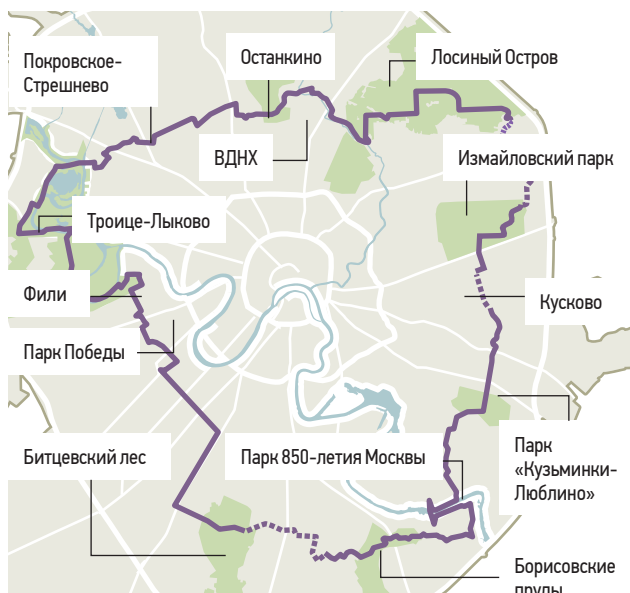 Покровское-
Стрешнево
Останкино
Лосиный Остров
ВДНХ
Измайловский парк
Троице-Лыково
Фили
Кусково
Парк Победы
Битцевский лес
Парк 850-летия Москвы
Парк
«Кузьминки-
Люблино»
Борисовские
пруды